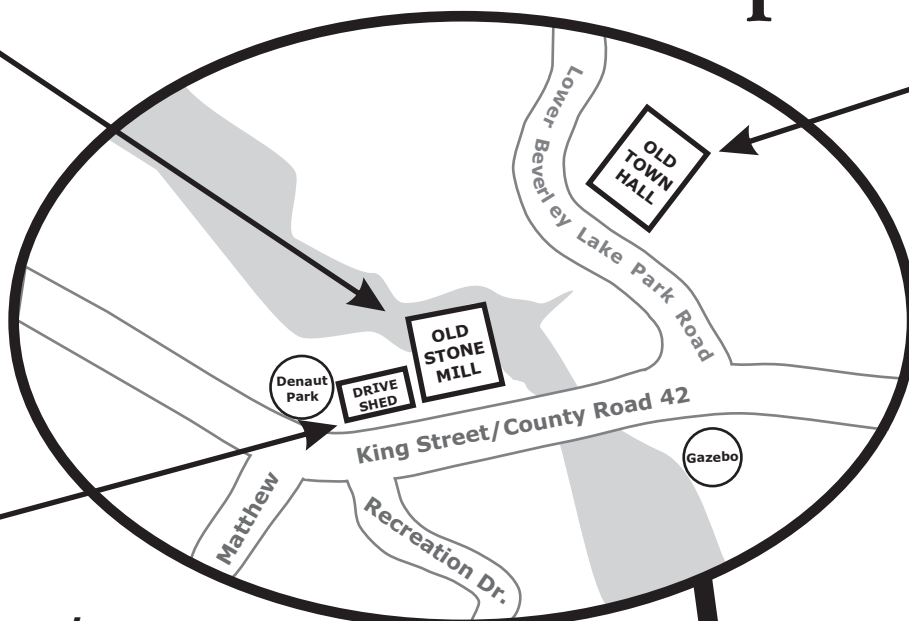 Lower Beverley Lake Park Road
OLD
TOWN
HALL
OLD
STONE
MILL
Denaut
Park
DRIVE
SHED
King Street/County Road 42
Gazebo
Matthew
Recreation Dr.